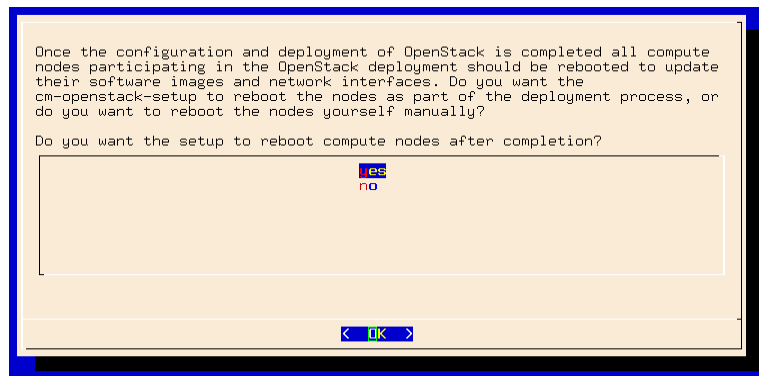 Once the configuration and deployment of OpenStack is completed all compute
nodes participating in the OpenStack deployment should be rebooted to update
their software images and network interfaces. Do you want the
cm-openstack-setup to reboot the nodes as part of the deployment process, or
do you want to reboot the nodes yourself manually?
Do you want the setup to reboot compute nodes after completion?
yes
no
< OK >